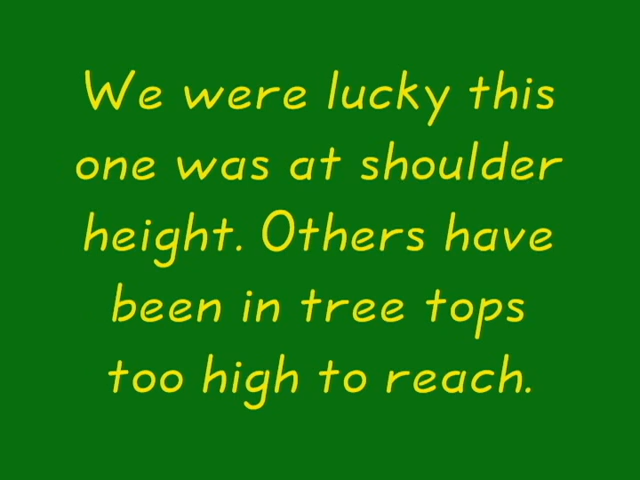 We were lucky this
one was at shoulder
height. Others have
been in tree tops
too high to reach.